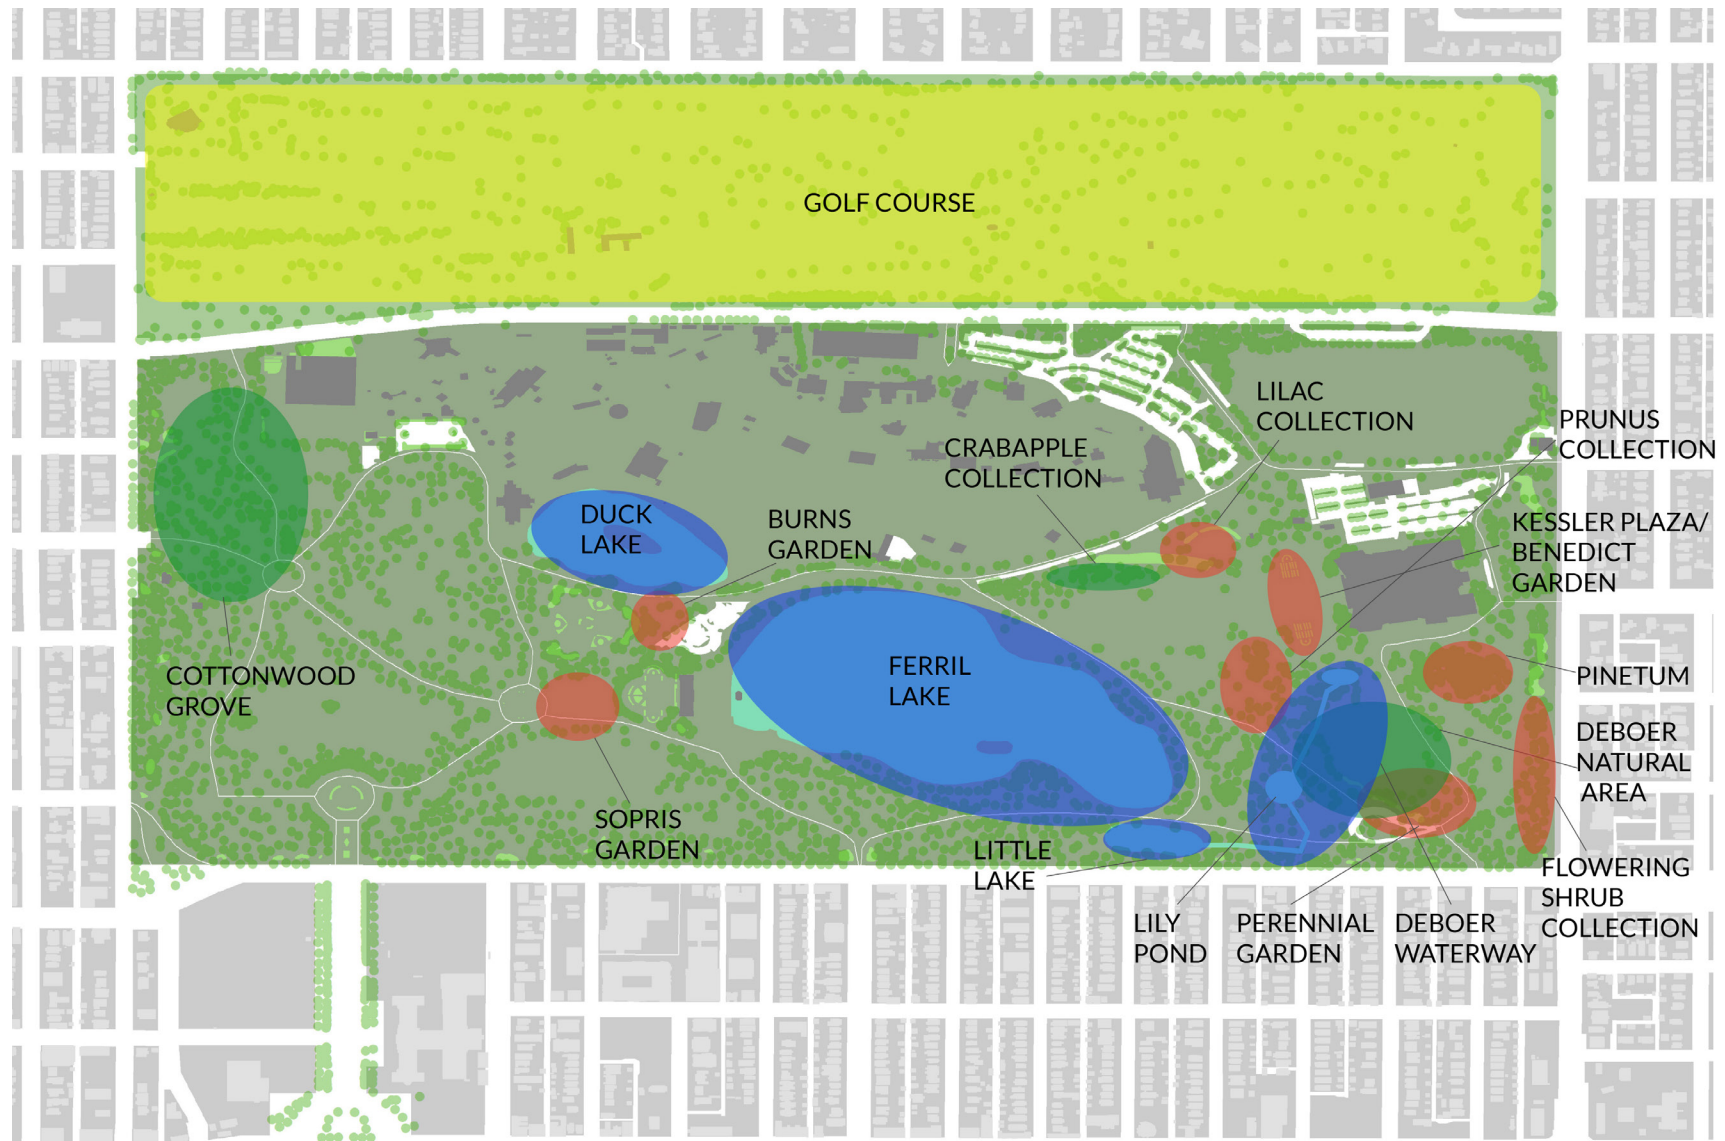 GOLF COURSE
LILAC
COLLECTION
PRUNUS
COLLECTION
CRABAPPLE
COLLECTION
DUCK
LAKE
BURNS
GARDEN
KESSLER PLAZA/
BENEDICT
GARDEN
COTTONWOOD
GROVE
FERRIL
LAKE
PINETUM
DEBOER
NATURAL
AREA
SOPRIS
GARDEN
LITTLE
LAKE
FLOWERING
SHRUB
COLLECTION
LILY
POND
PERENNIAL
GARDEN
DEBOER
WATERWAY